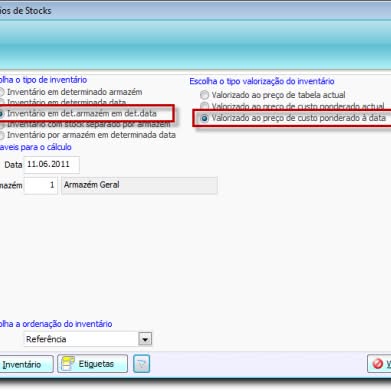 ios de Stocks
olha o tipo de inventário
Inventário em determinado armazém
Inventário em determinada data
Inventário em det.armazém em det.data
Inventário com stock separado por armazém
Inventário por armazém em determinada data
Escolha o tipo valorização do inventário
Valorizado ao preço de tabela actual
Valorizado ao preço de custo ponderado actual
Valorizado ao preço de custo ponderado à data
aveis para o cálculo
Data 11.06.2011
mazém 1 Armazém Geral
olha a ordenação do inventário
Referência
Inventário Etiquetas V